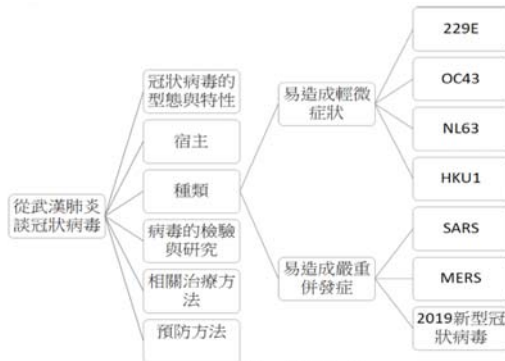 從武漢肺炎
談冠狀病毒
冠狀病毒的
型態與特性
宿主
種類
病毒的檢驗
與研究
相關治療方
法
預防方法
易造成輕微
症狀
易造成嚴重
併發症
229E
OC43
NL63
HKU1
SARS
MERS
2019新型冠
狀病毒